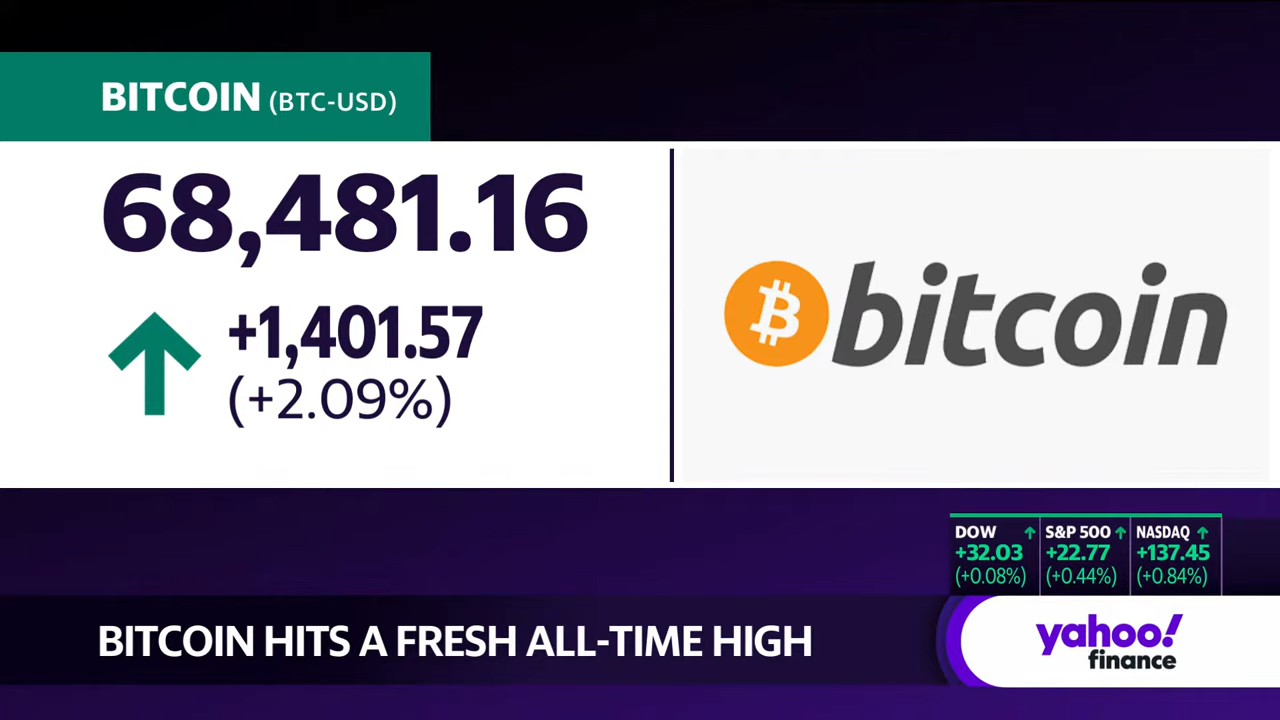 BITCOIN (BTC-USD)
68,481.16
+1,401.57
(+2.09%)
bitcoin
DOW
+32.03
(+0.08%)
S&P 500
+22.77
(+0.44%)
NASDAQ
+137.45
(+0.84%)
BITCOIN HITS A FRESH ALL-TIME HIGH
yahoo!
finance